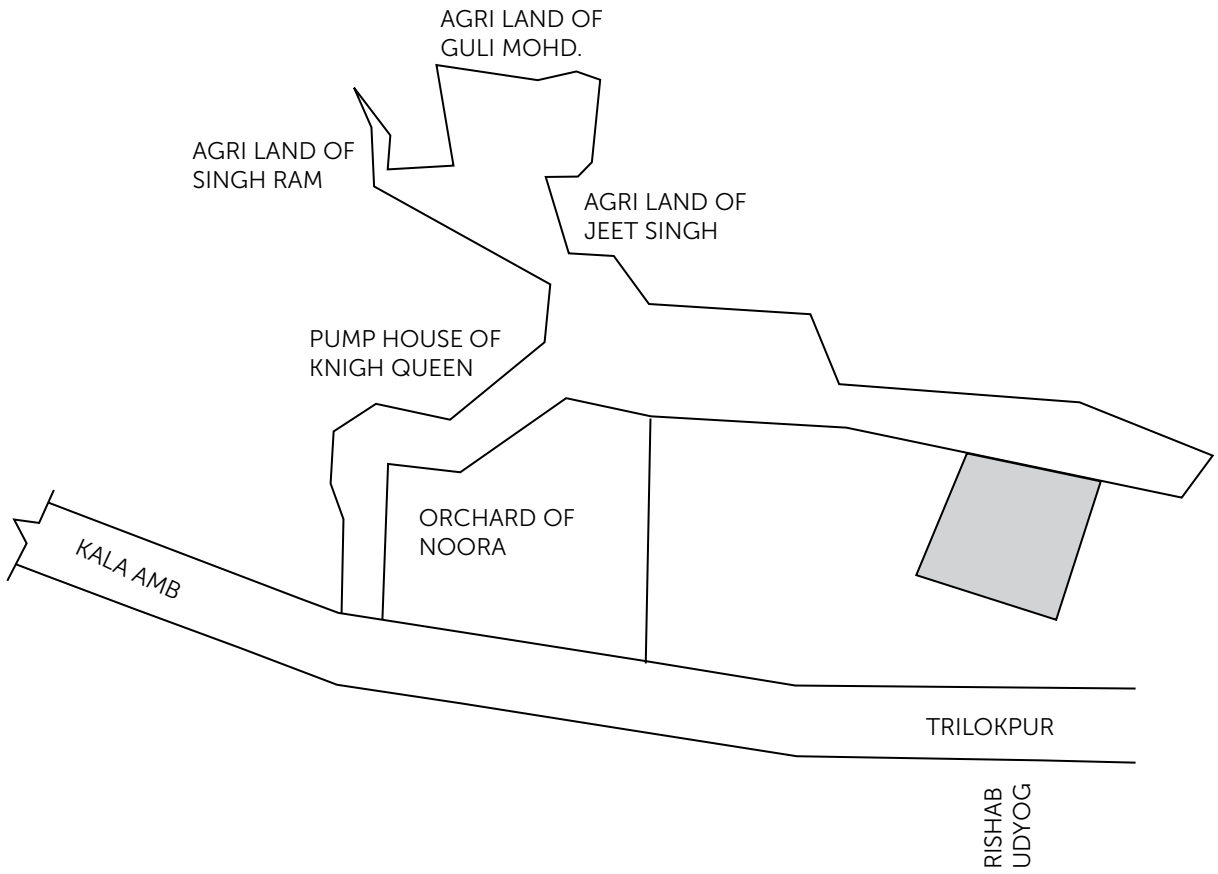 AGRI LAND OF
GULI MOHD.
AGRI LAND OF
SINGH RAM
AGRI LAND OF
JEET SINGH
PUMP HOUSE OF
KNIGH QUEEN
ORCHARD OF
NOORA
KALA AMB
TRILOKPUR
RISHAB
UDYOG